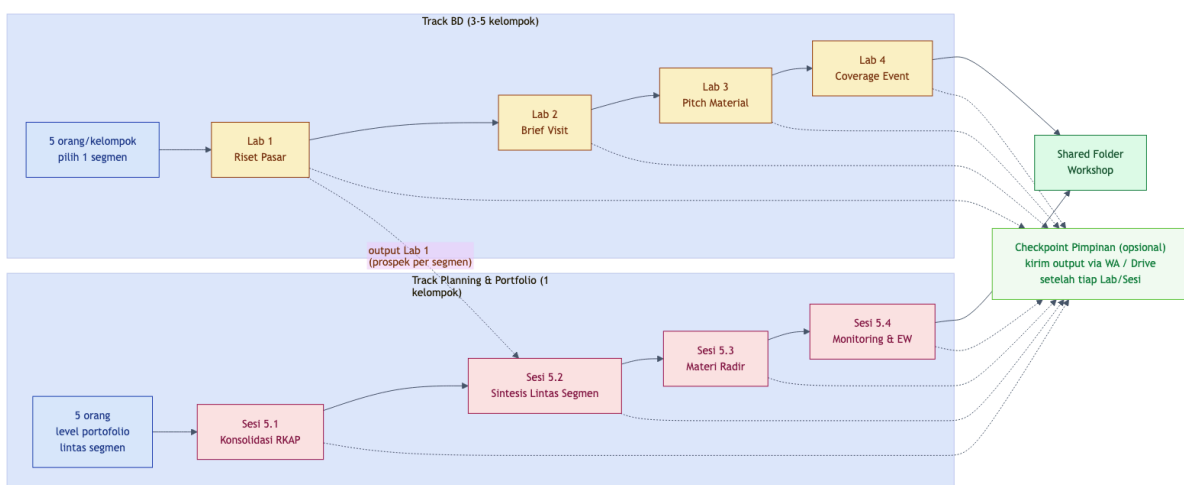 Track BD (3-5 kelompok)
5 orang/kelompok
pilih 1 segmen
Lab 1
Riset Pasar
Lab 2
Brief Visit
Lab 3
Pitch Material
Lab 4
Coverage Event
Shared Folder
Workshop
output Lab 1
(prospek per segmen)
Checkpoint Pimpinan (opsional)
kirim output via WA / Drive
setelah tiap Lab/Sesi
Track Planning & Portfolio (1
kelompok)
5 orang
level portofolio
lintas segmen
Sesi 5.1
Konsolidasi RKAP
Sesi 5.2
Sintesis Lintas Segmen
Sesi 5.3
Materi Radir
Sesi 5.4
Monitoring & EW